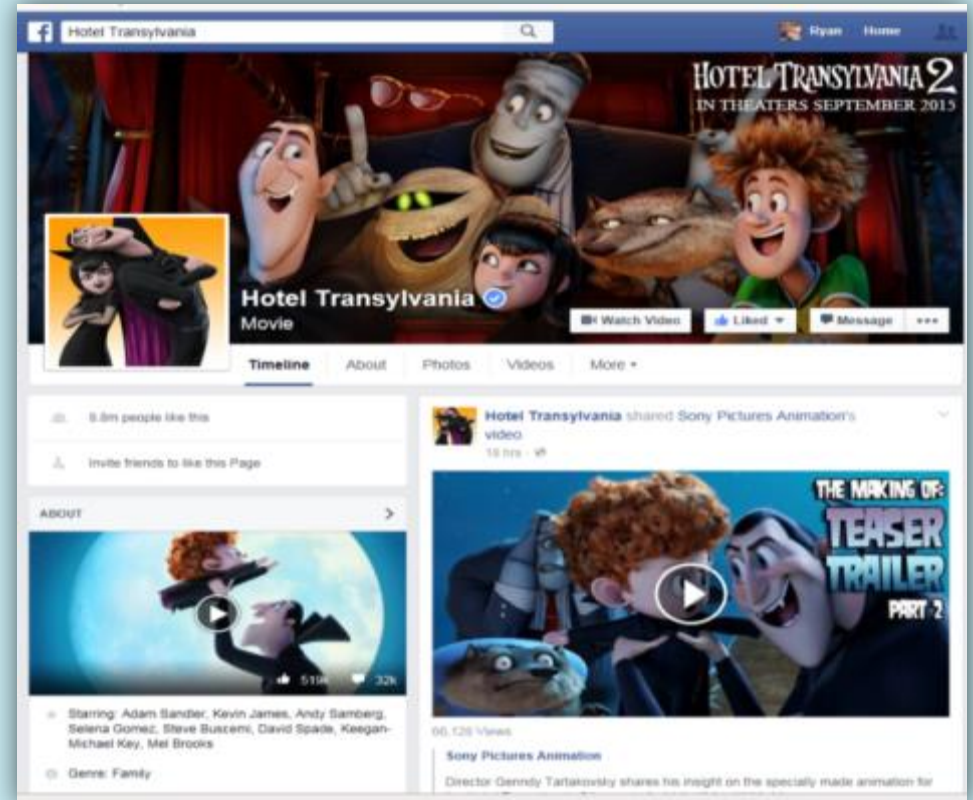 f Hotel Transylvania
Ryan Home
HOTEL TRANSYLVANIA 2
IN THEATERS SEPTEMBER 2015
Hotel Transylvania
Movie
Watch Video Liked Message
Timeline About Photos Videos More
people like this
Invite friends to like this Page
ABOUT
519K 32k
Starring: Adam Sandler, Kevin James, Andy Samberg,
Selena Gomez, Steve Buscemi, David Spade, Keegan-
Michael Key, Mel Brooks
Genre: Family
Hotel Transylvania shared Sony Pictures Animation's
video
hrs
THE MAKING OF:
TEASER
TRAILER
PART 2
Views
Sony Pictures Animation
Director Genndy Tartakovsky shares his insight on the specially made animation for